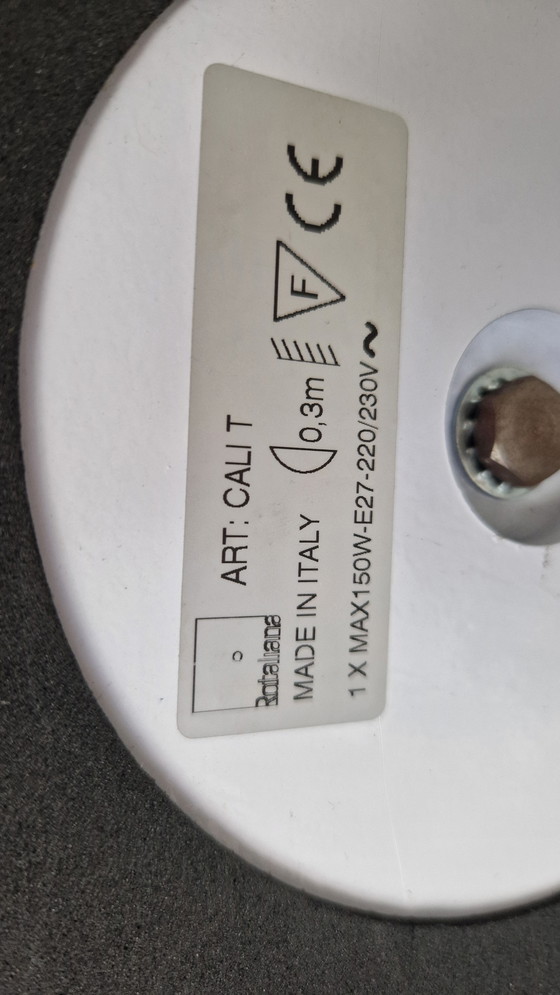 ART: CALI T
Rotaliana
MADE IN ITALY 0,3m F CE
1 X MAX150W-E27-220/230V~